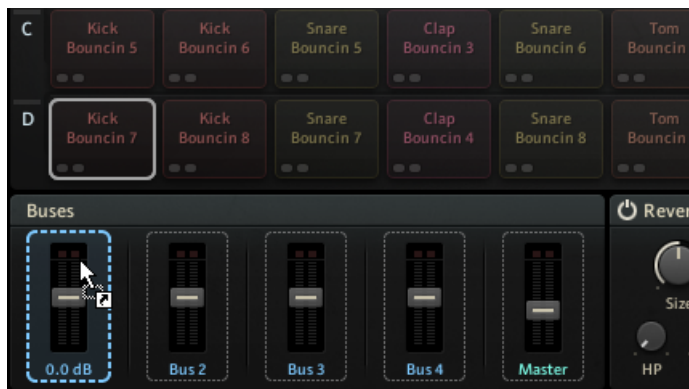 C
Kick
Bouncin 5
Kick
Bouncin 6
Snare
Bouncin 5
Clap
Bouncin 3
Snare
Bouncin 6
Tom
Bouncin
D
Kick
Bouncin 7
Kick
Bouncin 8
Snare
Bouncin 7
Clap
Bouncin 4
Snare
Bouncin 8
Tom
Bouncin
Buses
Rever
0.0 dB
Bus 2
Bus 3
Bus 4
Master
Size
HP